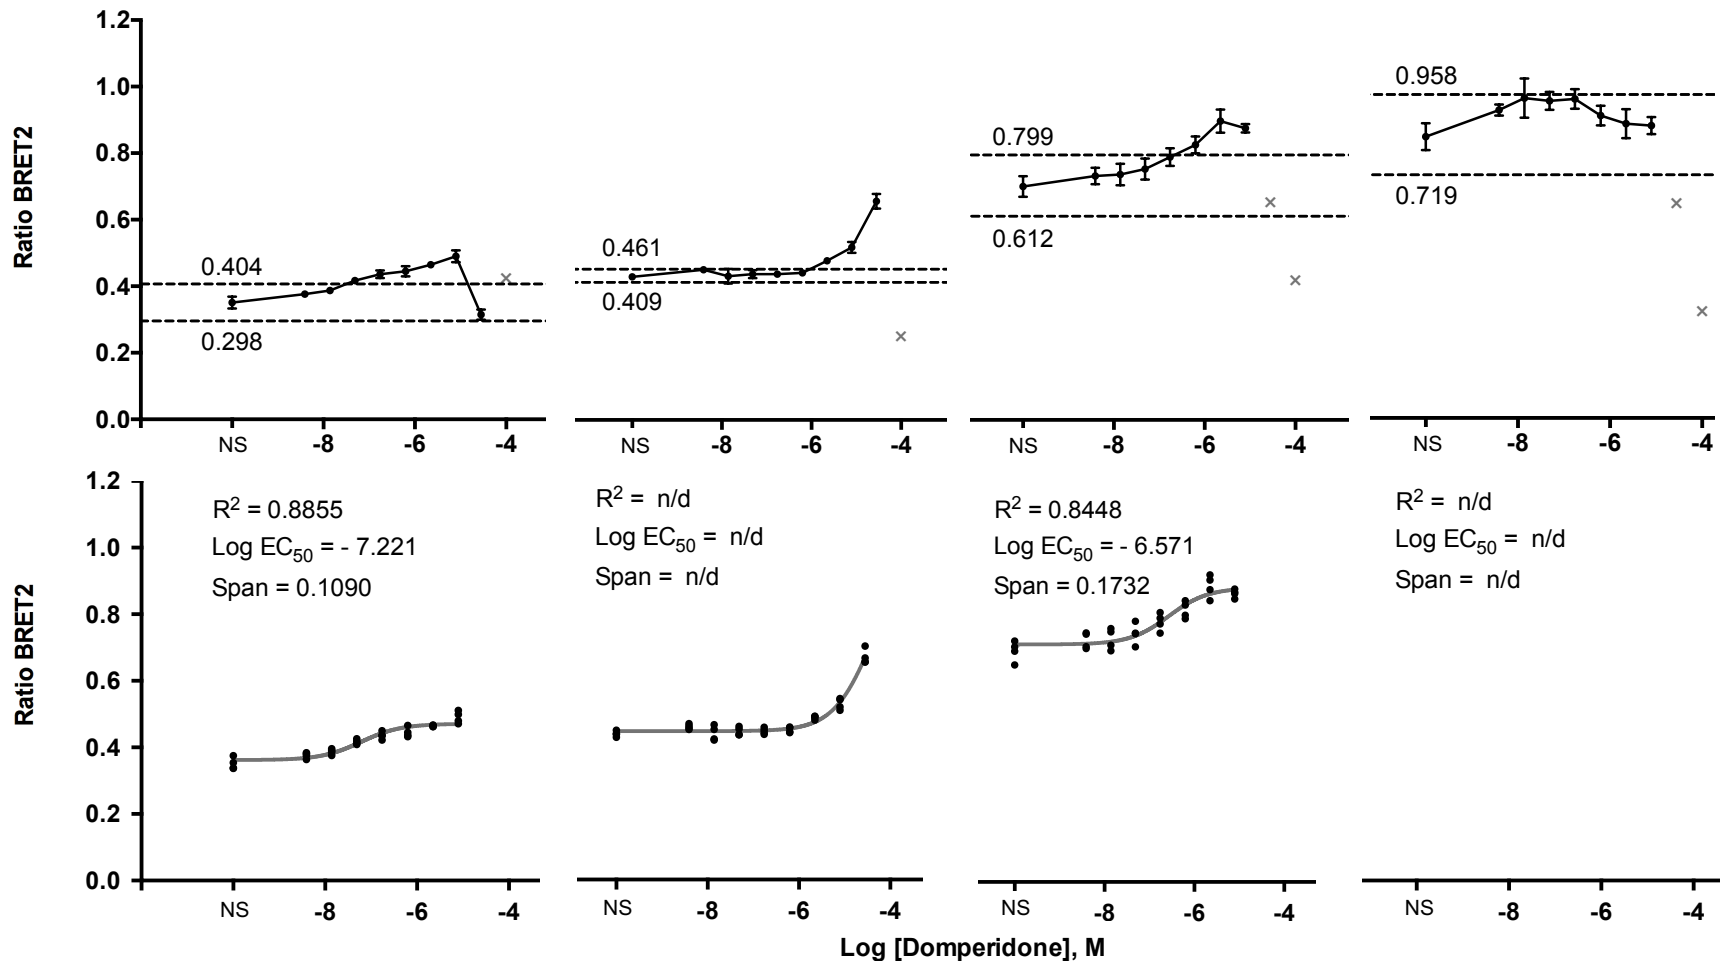 1.2
1.0
0.8
0.6
0.4
0.2
0.0
Ratio BRET2
0.404
0.298
NS -8 -6 -4
0.461
0.409
NS -8 -6 -4
0.799
0.612
NS -8 -6 -4
0.958
0.719
NS -8 -6 -4
1.2
1.0
0.8
0.6
0.4
0.2
0.0
Ratio BRET2
R² = 0.8855
Log EC₅₀ = - 7.221
Span = 0.1090
NS -8 -6 -4
R² = n/d
Log EC₅₀ = n/d
Span = n/d
NS -8 -6 -4
R² = 0.8448
Log EC₅₀ = - 6.571
Span = 0.1732
NS -8 -6 -4
R² = n/d
Log EC₅₀ = n/d
Span = n/d
NS -8 -6 -4
Log [Domperidone], M